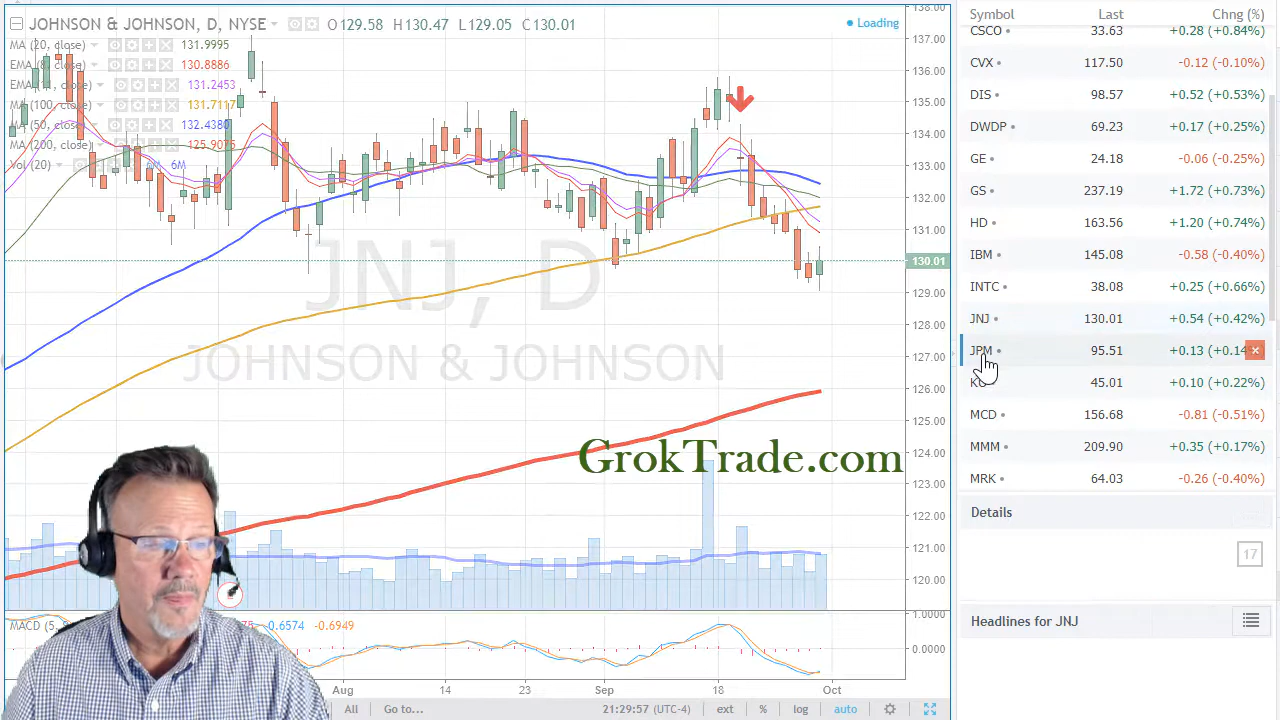 JOHNSON & JOHNSON, D, NYSE O129.58 H130.47 L129.05 C130.01
Loading
MA (20, close) 131.9995
EMA (8, close) 130.8886
131.2453
MA (100, close) 131.7117
MA (50, close) 132.4380
MA (200, close) 125.9076
Vol (20) 6M
JNJ, D
JOHNSON & JOHNSON
GrokTrade.com
138.00
137.00
136.00
135.00
134.00
133.00
132.00
131.00
130.01
129.00
128.00
127.00
126.00
125.00
124.00
123.00
122.00
121.00
120.00
1.0000
0.0000
-0.6574 -0.6949
Aug 14 23 Sep 18 Oct
All Go to... 21:29:57 (UTC-4) ext % log auto
Symbol Last Chng (%)
CSCO 33.63 +0.28 (+0.84%)
CVX 117.50 -0.12 (-0.10%)
DIS 98.57 +0.52 (+0.53%)
DWDP 69.23 +0.17 (+0.25%)
GE 24.18 -0.06 (-0.25%)
GS 237.19 +1.72 (+0.73%)
HD 163.56 +1.20 (+0.74%)
IBM 145.08 -0.58 (-0.40%)
INTC 38.08 +0.25 (+0.66%)
JNJ 130.01 +0.54 (+0.42%)
JPM 95.51 +0.13 (+0.14
45.01 +0.10 (+0.22%)
MCD 156.68 -0.81 (-0.51%)
MMM 209.90 +0.35 (+0.17%)
MRK 64.03 -0.26 (-0.40%)
Details
17
Headlines for JNJ